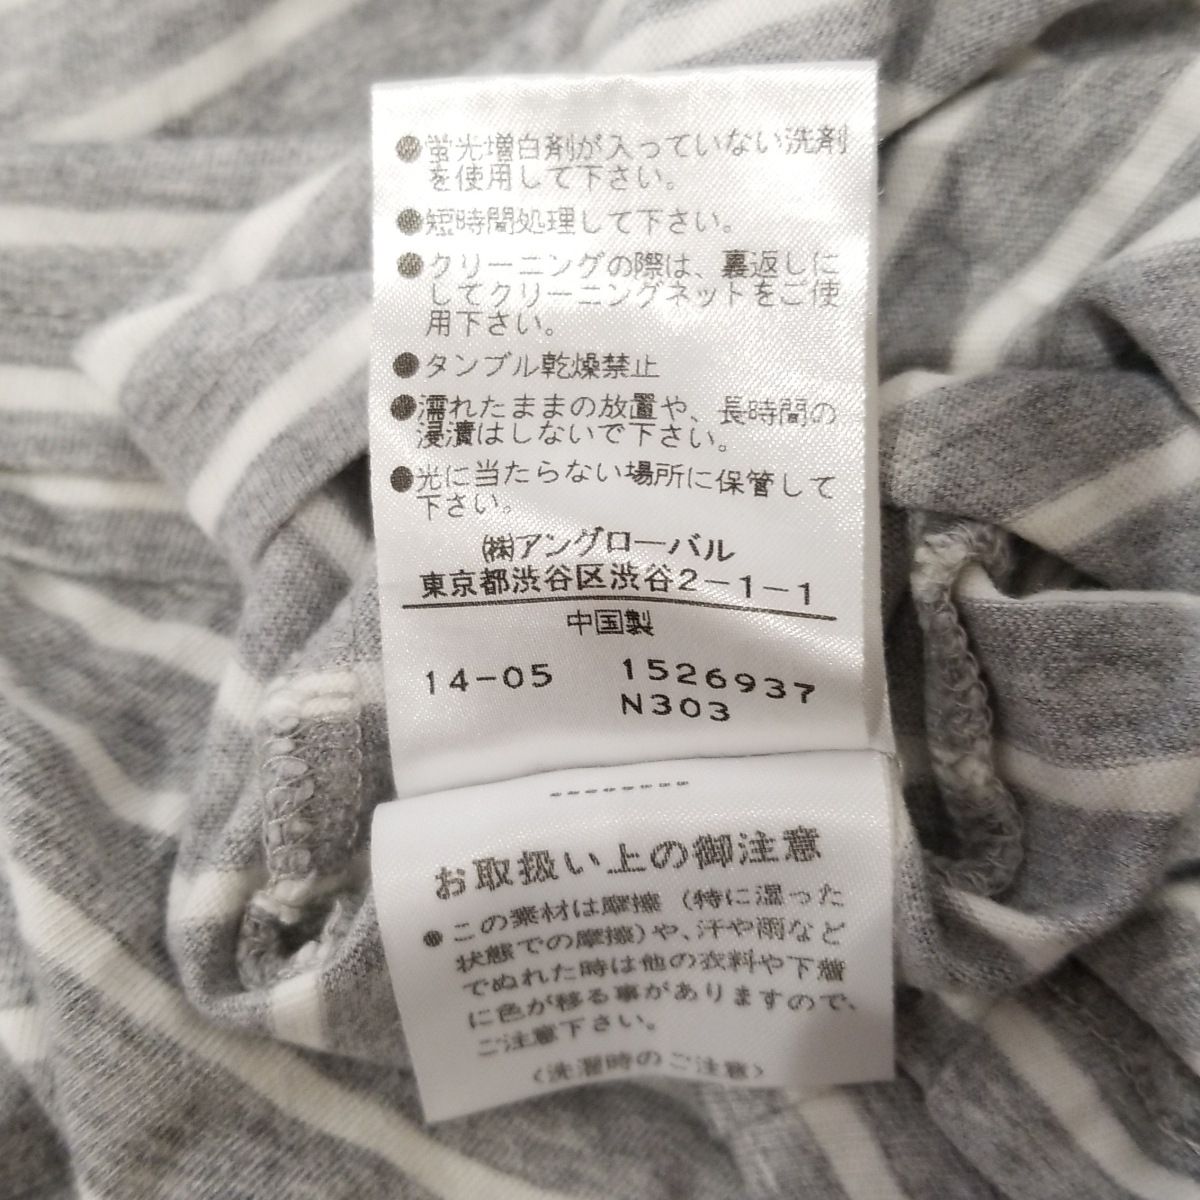 ●蛍光増白剤が入っていない洗剤
を使用して下さい。
●短時間処理して下さい。
●クリーニングの際は、裏返しに
してクリーニングネットをご使
用下さい。
●タンブル乾燥禁止
●濡れたままの放置や、長時間の
浸漬はしないで下さい。
●光に当たらない場所に保管して
下さい。
㈱アングローバル
東京都渋谷区渋谷2-1-1
中国製
14-05 1526937
N303
--------
お取扱い上の御注意
●この素材は摩擦(特に湿った
状態での摩擦)や、汗や雨など
でぬれた時は他の衣料や下着
に色が移る事がありますので、
ご注意下さい。
<洗濯時のご注意>